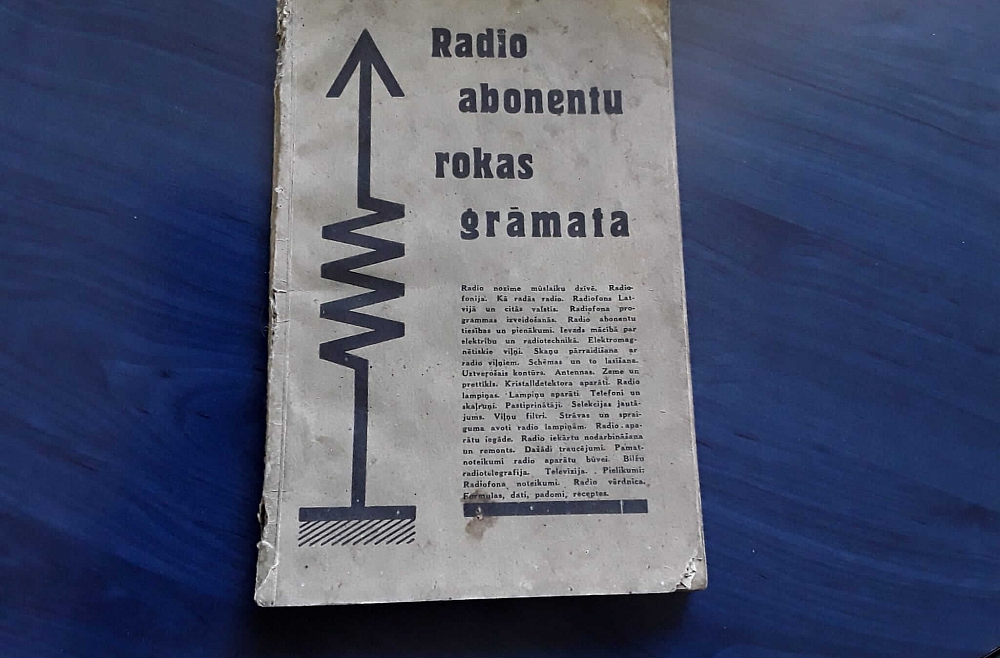 Radio
abonentu
rokas
grāmata
Radio nozīme mūslaiku dzīvē. Radio-
fonija. Kā radās radio. Radiofons Lat-
vijā un citās valstīs. Radiofona pro-
grammas izveidošanās. Radio abonentu
tiesības un pienākumi. Ievads mācībā par
elektrību un radiotechnikā. Elektromag-
nētiskie viļņi. Skaņu pārraidīšana ar
radio viļņiem. Schēmas un to lasīšana.
Uztverošais kontūrs. Antennas. Zeme un
prettīkls. Kristalldetektora aparāti. Radio
lampiņas. Lampiņu aparāti. Telefoni un
skaļruņi. Pastiprinātāji. Selekcijas jautā-
jums. Viļņu filtri. Strāvas un sprai-
guma avoti radio lampiņām. Radio apa-
rātu iegāde. Radio iekārtu nodarbināšana
un remonts. Dažādi traucējumi. Pamat-
noteikumi radio aparātu būvei. Bilžu
radiotelegrafija. Televīzija. Pielikumi:
Radiofona noteikumi. Radio vārdnīca.
Formulas, dati, padomi, receptes.